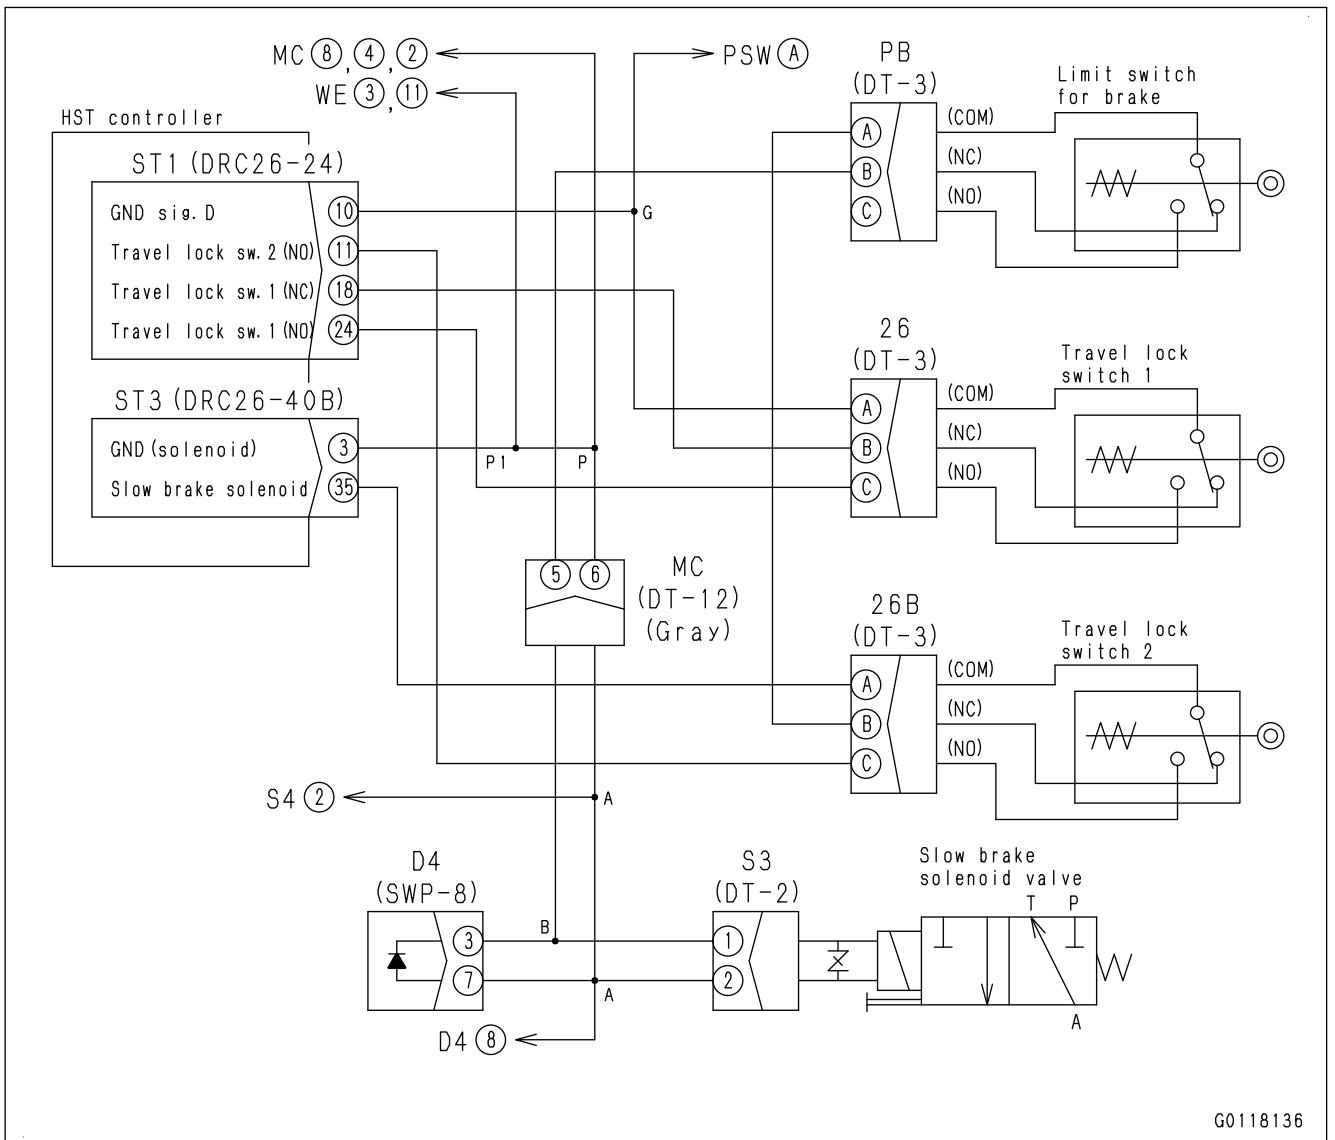 MC 8, 4, 2
WE 3, 11
PSW A
HST controller
ST1 (DRC26-24)
GND sig. D 10
Travel lock sw. 2 (NO) 11
Travel lock sw. 1 (NC) 18
Travel lock sw. 1 (NO) 24
ST3 (DRC26-40B)
GND (solenoid) 3
Slow brake solenoid 35
G
P1
P
PB
(DT-3)
A (COM)
B (NC)
C (NO)
Limit switch
for brake
26
(DT-3)
A (COM)
B (NC)
C (NO)
Travel lock
switch 1
5 6
MC
(DT-12)
(Gray)
26B
(DT-3)
A (COM)
B (NC)
C (NO)
Travel lock
switch 2
S4 2
A
D4
(SWP-8)
3
7
B
A
D4 8
S3
(DT-2)
1
2
Slow brake
solenoid valve
T P
A
G0118136